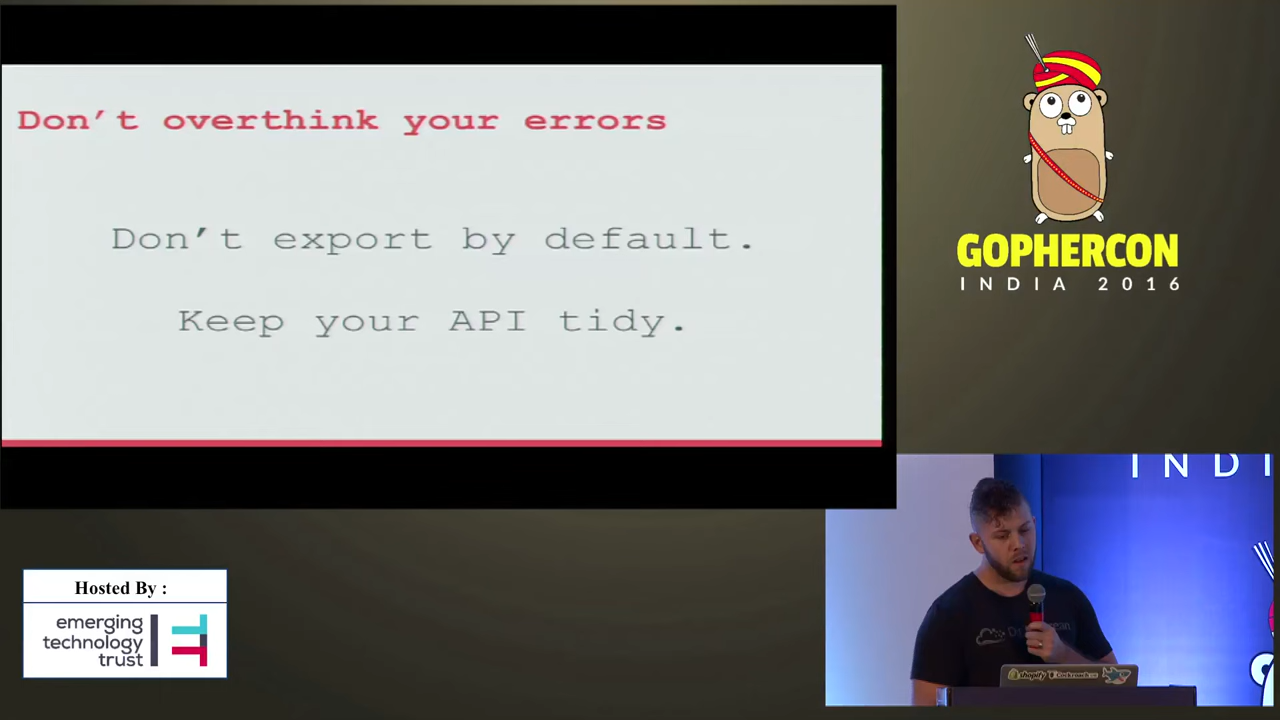 Don't overthink your errors
Don't export by default.
Keep your API tidy.
GOPHERCON
INDIA 2016
INDI
Hosted By :
emerging
technology
trust
shopify